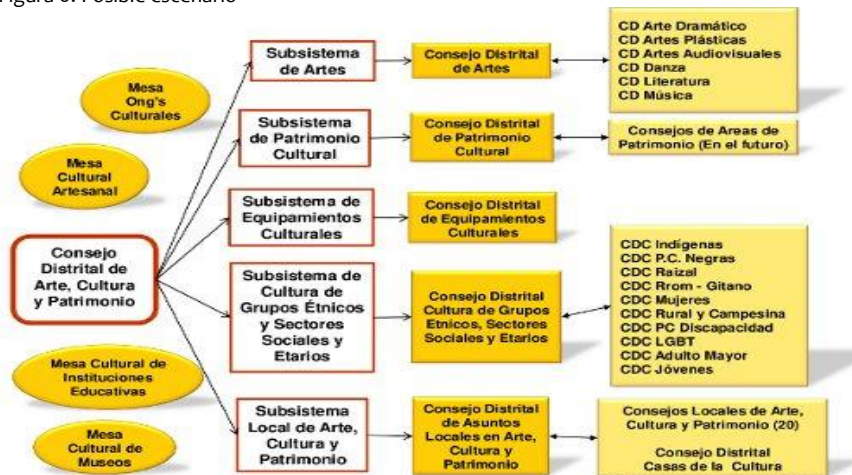 Figura 6. Posible escenario
Mesa
Ong's
Culturales
Mesa
Cultural
Artesanal
Consejo
Distrital de
Arte, Cultura
y Patrimonio
Mesa Cultural de
Instituciones
Educativas
Mesa
Cultural de
Museos
Subsistema
de Artes
Subsistema
de Patrimonio
Cultural
Subsistema de
Equipamientos
Culturales
Subsistema de
Cultura de
Grupos Étnicos
y Sectores
Sociales y
Etarios
Subsistema
Local de Arte,
Cultura y
Patrimonio
Consejo Distrital
de Artes
Consejo Distrital
de Patrimonio
Cultural
Consejo Distrital
de Equipamientos
Culturales
Consejo Distrital
Cultura de Grupos
Etnicos, Sectores
Sociales y Etarios
Consejo Distrital
de Asuntos
Locales en Arte,
Cultura y
Patrimonio
CD Arte Dramático
CD Artes Plásticas
CD Artes Audiovisuales
CD Danza
CD Literatura
CD Música
Consejos de Areas de
Patrimonio (En el futuro)
CDC Indígenas
CDC P.C. Negras
CDC Raizal
CDC Rrom - Gitano
CDC Mujeres
CDC Rural y Campesina
CDC PC Discapacidad
CDC LGBT
CDC Adulto Mayor
CDC Jóvenes
Consejos Locales de Arte,
Cultura y Patrimonio (20)
Consejo Distrital
Casas de la Cultura